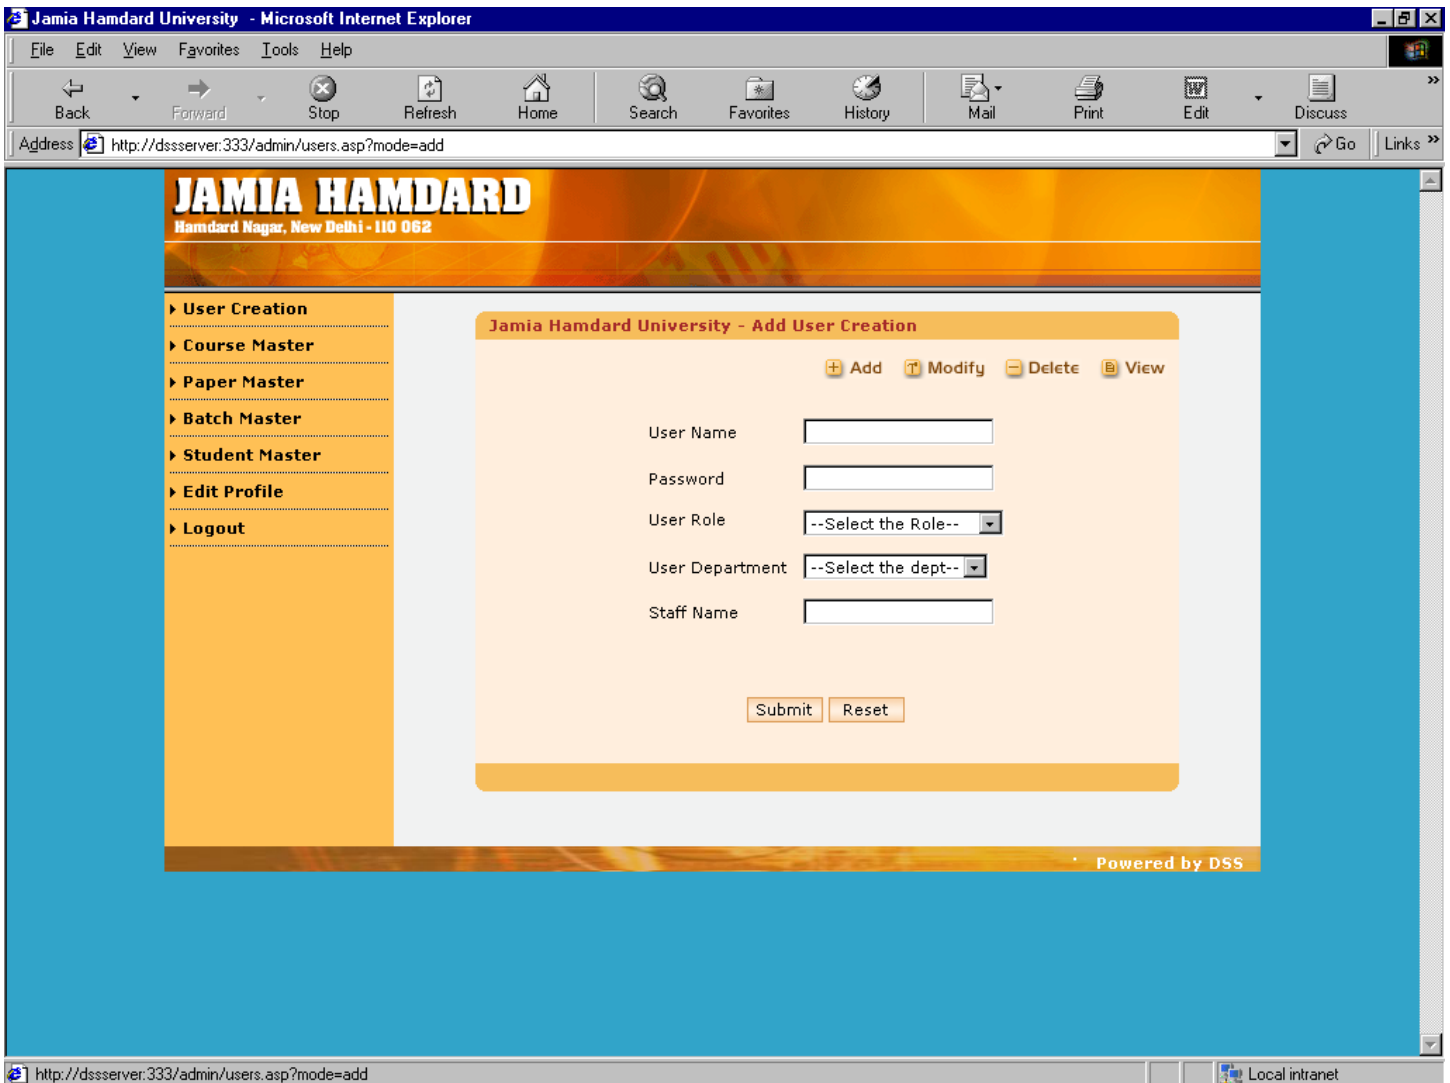 Jamia Hamdard University - Microsoft Internet Explorer
File Edit View Favorites Tools Help
Back Forward Stop Refresh Home Search Favorites History Mail Print Edit Discuss »
Address http://dssserver:333/admin/users.asp?mode=add Go Links »
JAMIA HAMDARD
Hamdard Nagar, New Delhi - 110 062
User Creation
Course Master
Paper Master
Batch Master
Student Master
Edit Profile
Logout
Jamia Hamdard University - Add User Creation
Add Modify Delete View
User Name
Password
User Role --Select the Role--
User Department --Select the dept--
Staff Name
Submit Reset
Powered by DSS
http://dssserver:333/admin/users.asp?mode=add Local intranet